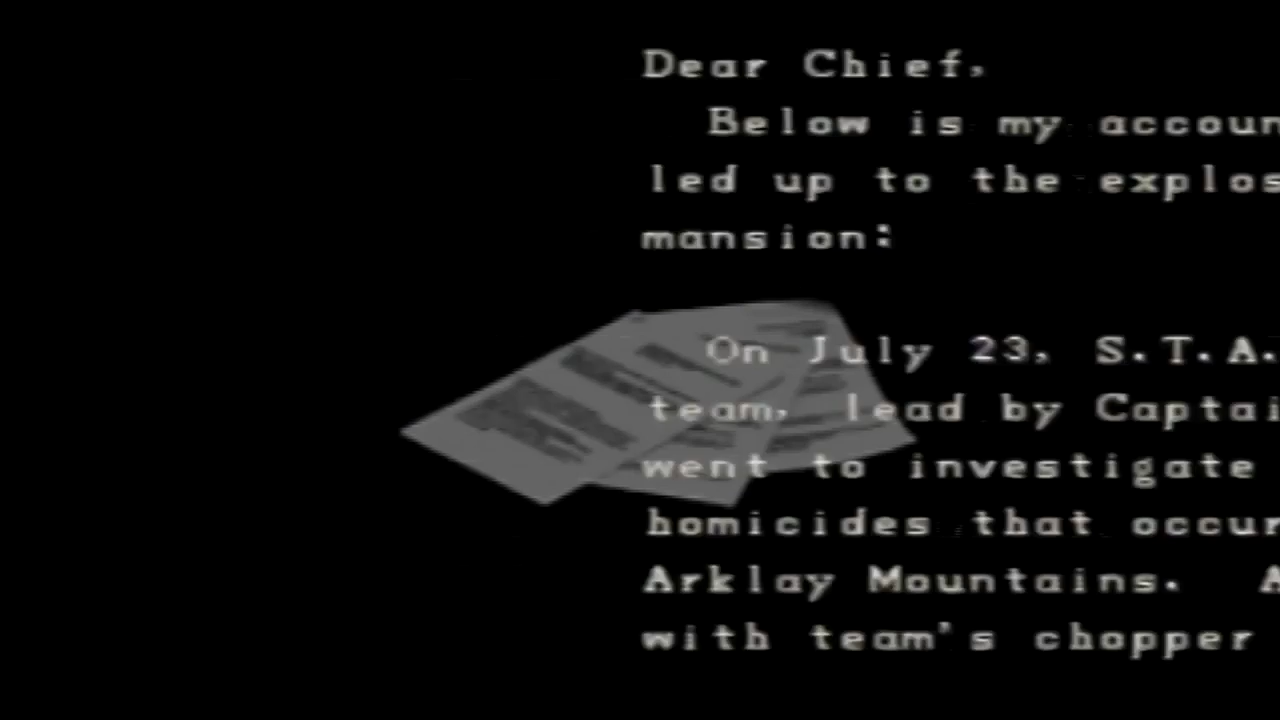 Dear Chief,
Below is my accoun
led up to the explos
mansion:
On July 23, S.T.A.
team, lead by Captai
went to investigate
homicides that occur
Arklay Mountains. A
with team's chopper